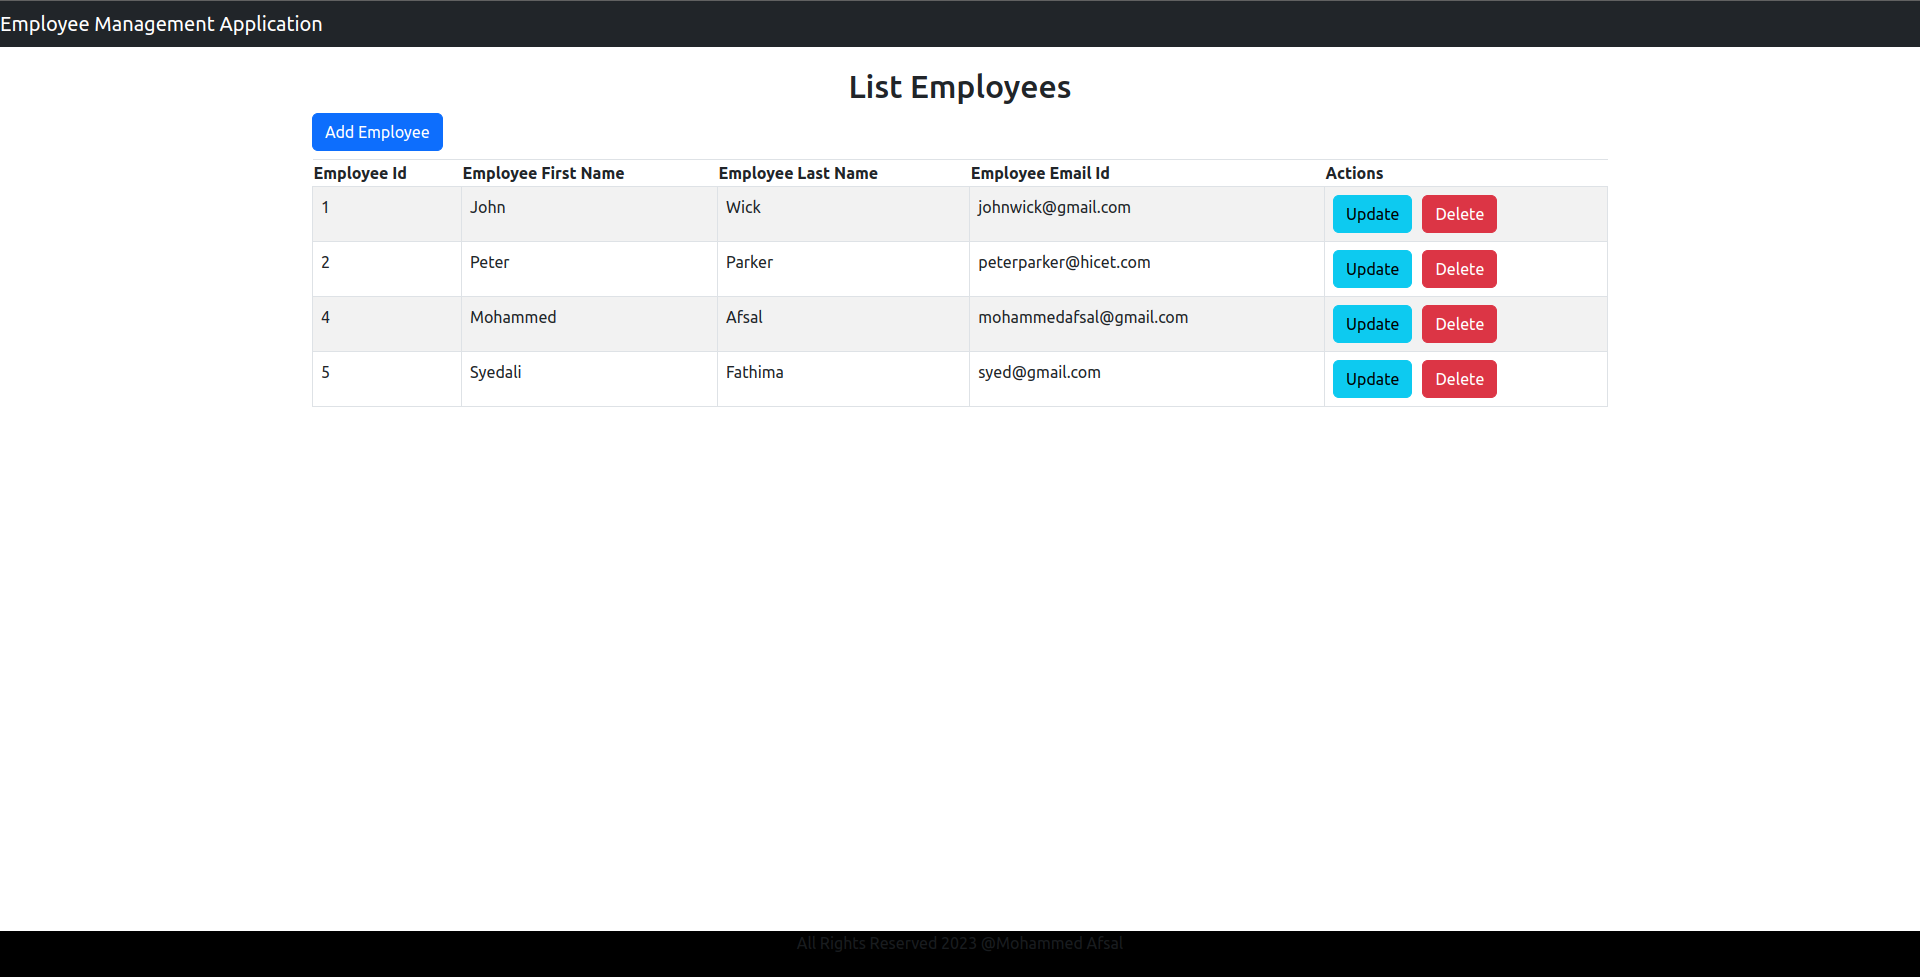 Employee Management Application
List Employees
Add Employee
Employee Id Employee First Name Employee Last Name Employee Email Id Actions
1 John Wick johnwick@gmail.com Update Delete
2 Peter Parker peterparker@hicet.com Update Delete
4 Mohammed Afsal mohammedafsal@gmail.com Update Delete
5 Syedali Fathima syed@gmail.com Update Delete
All Rights Reserved 2023 @Mohammed Afsal